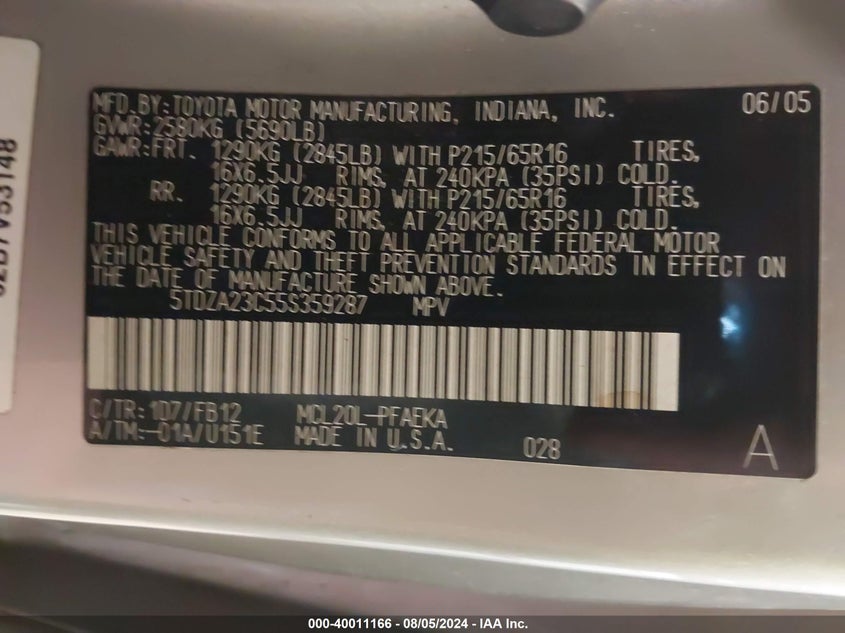 MFD. BY: TOYOTA MOTOR MANUFACTURING, INDIANA, INC. 06/05
GVWR: 2580KG (5690LB)
GAWR: FRT. 1290KG (2845LB) WITH P215/65R16 TIRES,
16X6.5JJ RIMS, AT 240KPA (35PSI) COLD.
RR. 1290KG (2845LB) WITH P215/65R16 TIRES,
16X6.5JJ RIMS, AT 240KPA (35PSI) COLD.
THIS VEHICLE CONFORMS TO ALL APPLICABLE FEDERAL MOTOR
VEHICLE SAFETY AND THEFT PREVENTION STANDARDS IN EFFECT ON
THE DATE OF MANUFACTURE SHOWN ABOVE.
5TDZA23C55S359287 MPV
C/TR: 1D7/FB12 MCL20L-PFAEKA
A/TM:-01A/U151E MADE IN U.S.A. 028 A
000-40011166 - 08/05/2024 - IAA Inc.